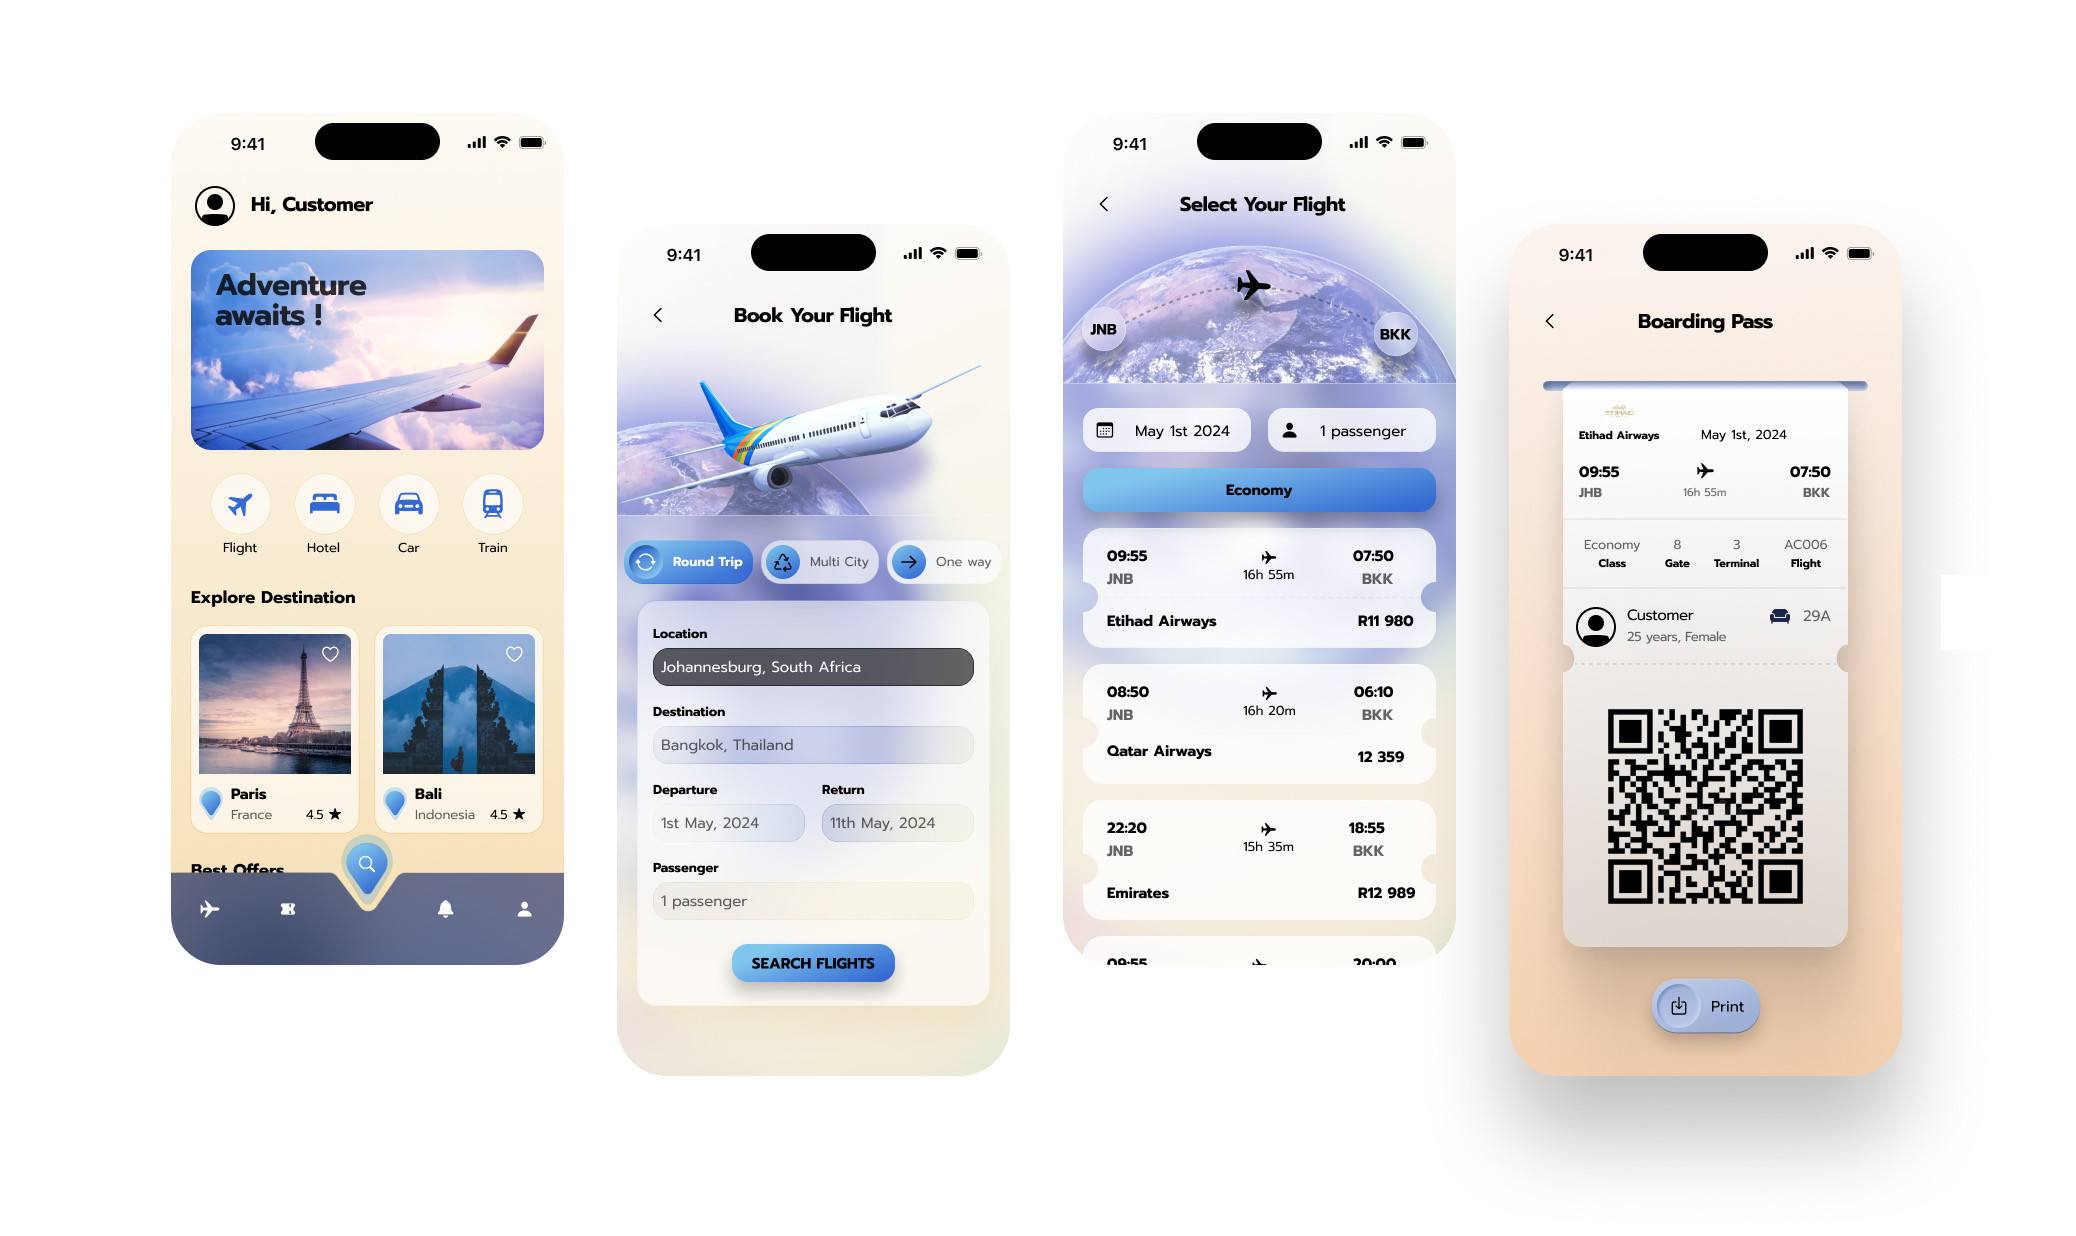 9:41
Hi, Customer
Adventure
awaits !
Flight
Hotel
Car
Train
Explore Destination
Paris
France
4.5
Bali
Indonesia
4.5
Best Offers
9:41
Book Your Flight
Round Trip
Multi City
One way
Location
Johannesburg, South Africa
Destination
Bangkok, Thailand
Departure
Return
1st May, 2024
11th May, 2024
Passenger
1 passenger
SEARCH FLIGHTS
9:41
Select Your Flight
JNB
BKK
May 1st 2024
1 passenger
Economy
09:55
07:50
JNB
16h 55m
BKK
Etihad Airways
R11 980
08:50
06:10
JNB
16h 20m
BKK
Qatar Airways
12 359
22:20
18:55
JNB
15h 35m
BKK
Emirates
R12 989
09:55
20:00
9:41
Boarding Pass
ETIHAD
Etihad Airways
May 1st, 2024
09:55
07:50
JHB
16h 55m
BKK
Economy
8
3
AC006
Class
Gate
Terminal
Flight
Customer
29A
25 years, Female
Print